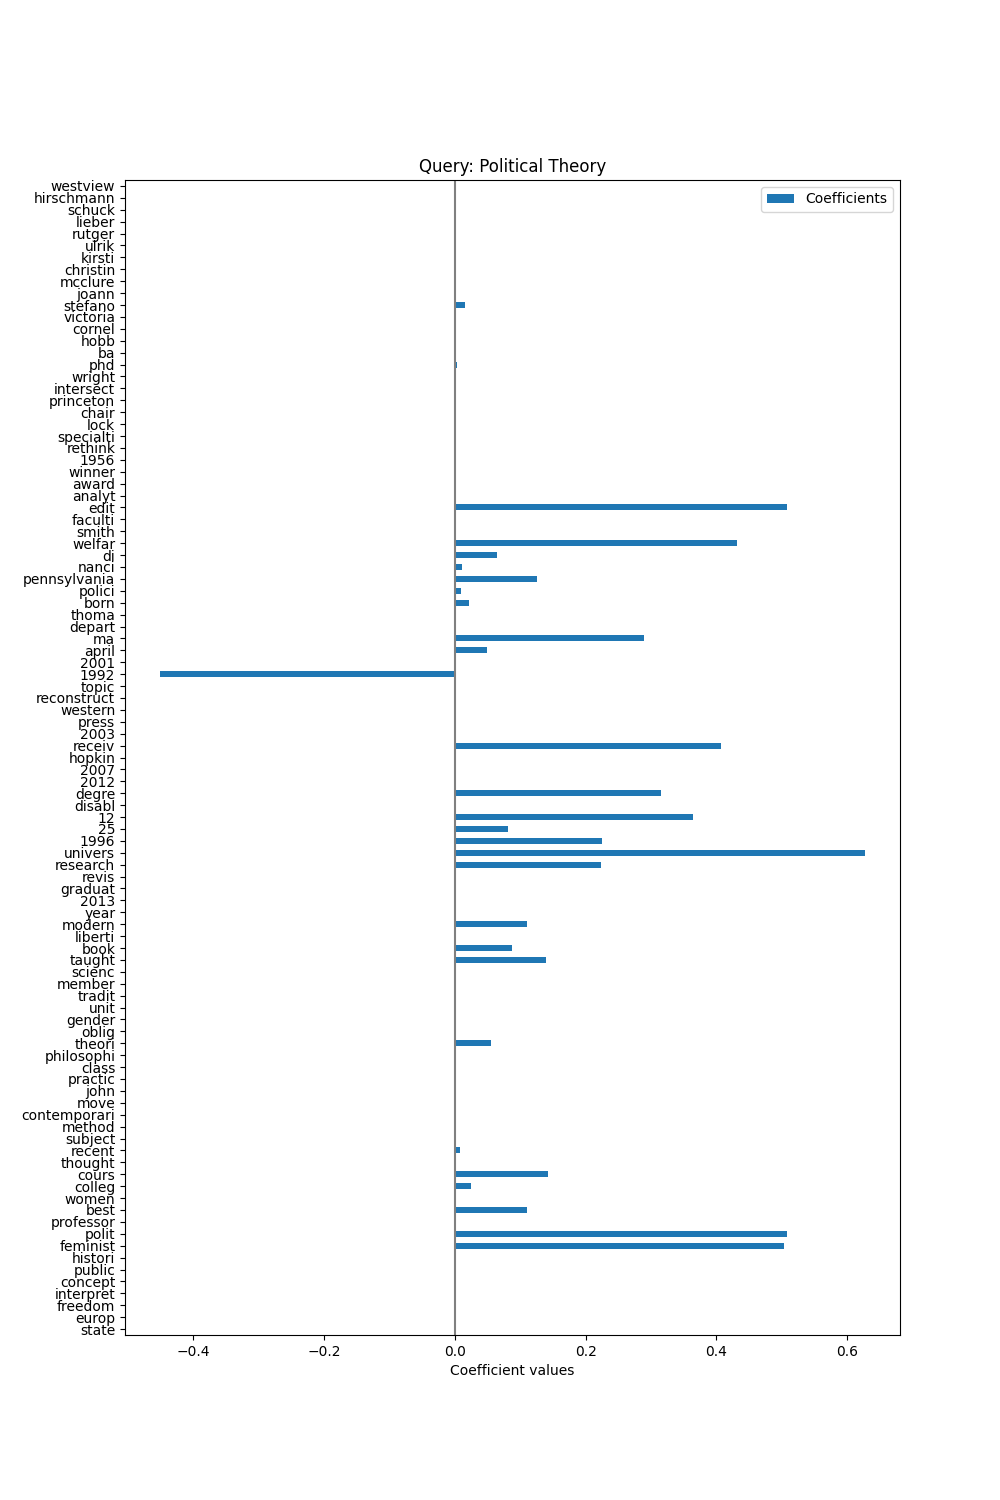 Query: Political Theory
Coefficients
westview
hirschmann
schuck
lieber
rutger
ulrik
kirsti
christin
mcclure
joann
stefano
victoria
cornel
hobb
ba
phd
wright
intersect
princeton
chair
lock
specialti
rethink
1956
winner
award
analyt
edit
faculti
smith
welfar
di
nanci
pennsylvania
polici
born
thoma
depart
ma
april
2001
1992
topic
reconstruct
western
press
2003
receiv
hopkin
2007
2012
degre
disabl
12
25
1996
univers
research
revis
graduat
2013
year
modern
liberti
book
taught
scienc
member
tradit
unit
gender
oblig
theori
philosophi
class
practic
john
move
contemporari
method
subject
recent
thought
cours
colleg
women
best
professor
polit
feminist
histori
public
concept
interpret
freedom
europ
state
−0.4 −0.2 0.0 0.2 0.4 0.6
Coefficient values